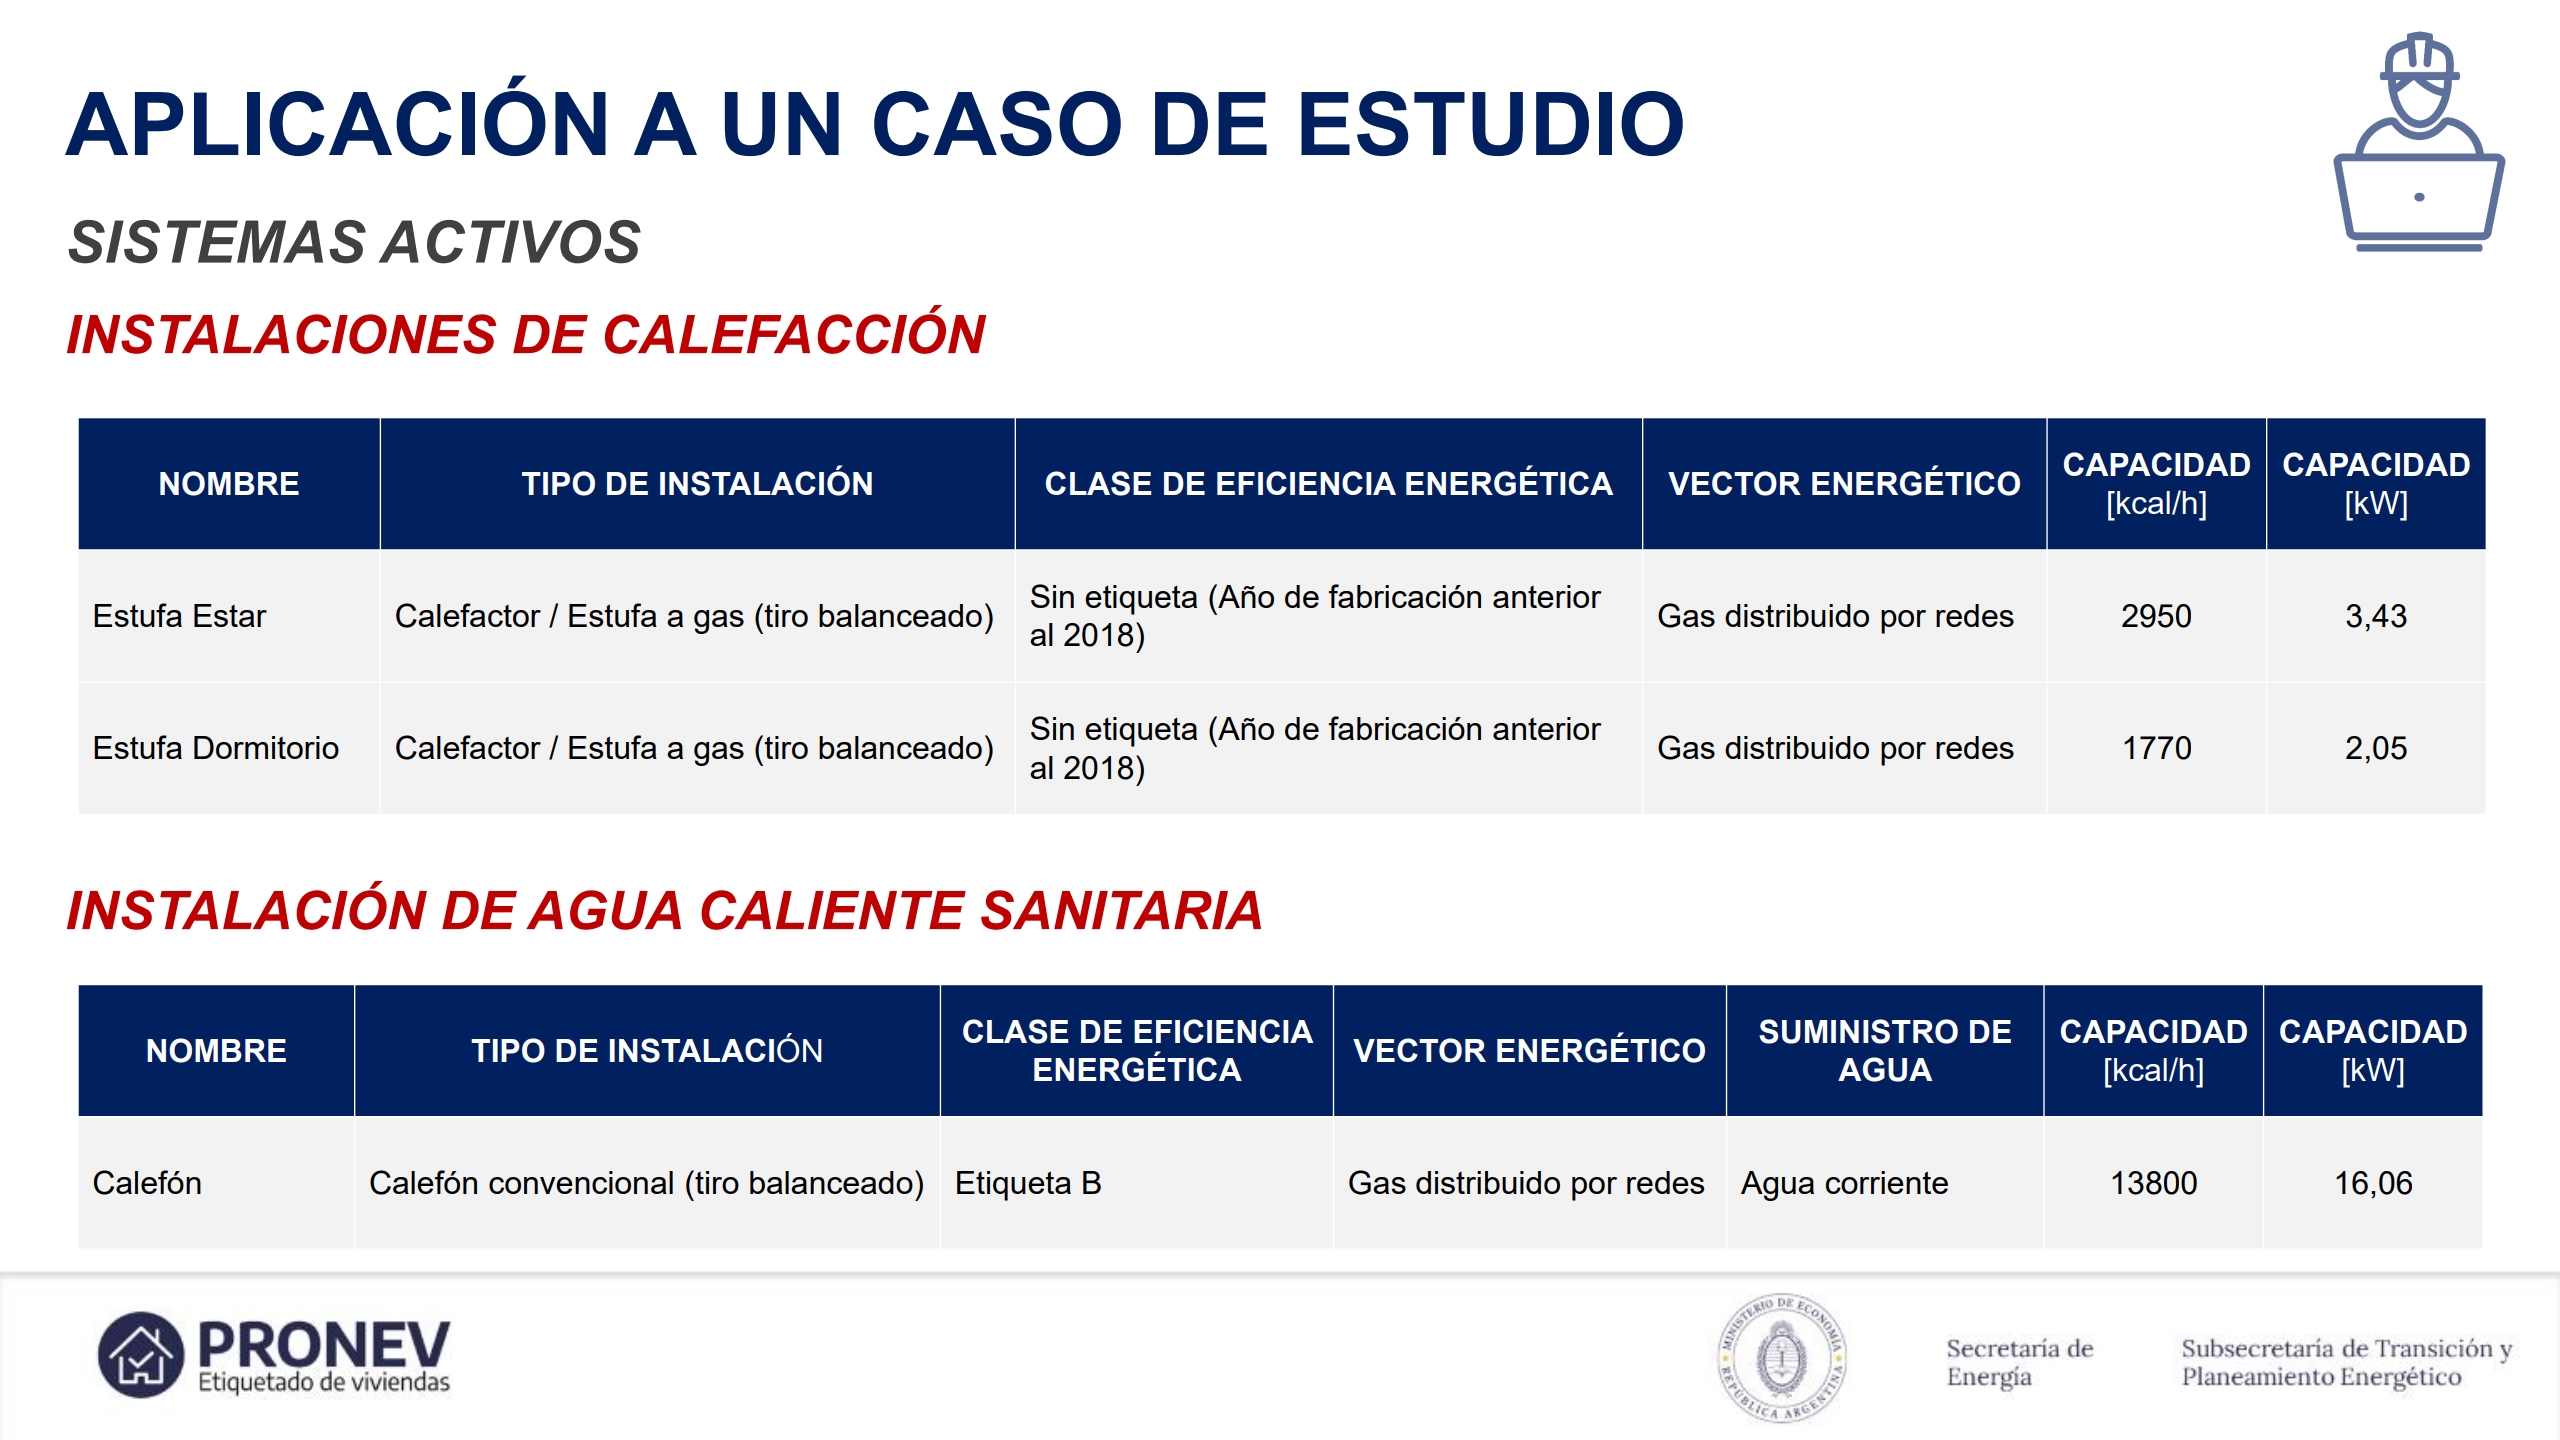 APLICACIÓN A UN CASO DE ESTUDIO
SISTEMAS ACTIVOS
INSTALACIONES DE CALEFACCIÓN
NOMBRE
TIPO DE INSTALACIÓN
CLASE DE EFICIENCIA ENERGÉTICA
VECTOR ENERGÉTICO
CAPACIDAD
[kcal/h]
CAPACIDAD
[kW]
Estufa Estar
Calefactor / Estufa a gas (tiro balanceado)
Sin etiqueta (Año de fabricación anterior
al 2018)
Gas distribuido por redes
2950
3,43
Estufa Dormitorio
Calefactor / Estufa a gas (tiro balanceado)
Sin etiqueta (Año de fabricación anterior
al 2018)
Gas distribuido por redes
1770
2,05
INSTALACIÓN DE AGUA CALIENTE SANITARIA
NOMBRE
TIPO DE INSTALACIÓN
CLASE DE EFICIENCIA
ENERGÉTICA
VECTOR ENERGÉTICO
SUMINISTRO DE
AGUA
CAPACIDAD
[kcal/h]
CAPACIDAD
[kW]
Calefón
Calefón convencional (tiro balanceado)
Etiqueta B
Gas distribuido por redes
Agua corriente
13800
16,06
PRONEV
Etiquetado de viviendas
MINISTERIO DE ECONOMÍA
REPÚBLICA ARGENTINA
Secretaría de
Energía
Subsecretaría de Transición y
Planeamiento Energético